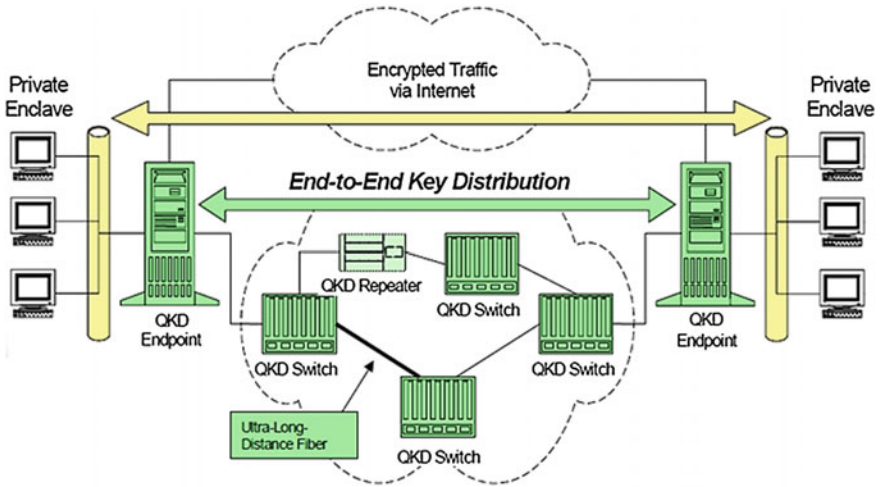 Encrypted Traffic
via Internet
Private
Enclave
Private
Enclave
End-to-End Key Distribution
QKD Repeater
QKD Switch
QKD
Endpoint
QKD Switch
QKD Switch
QKD
Endpoint
Ultra-Long-
Distance Fiber
QKD Switch